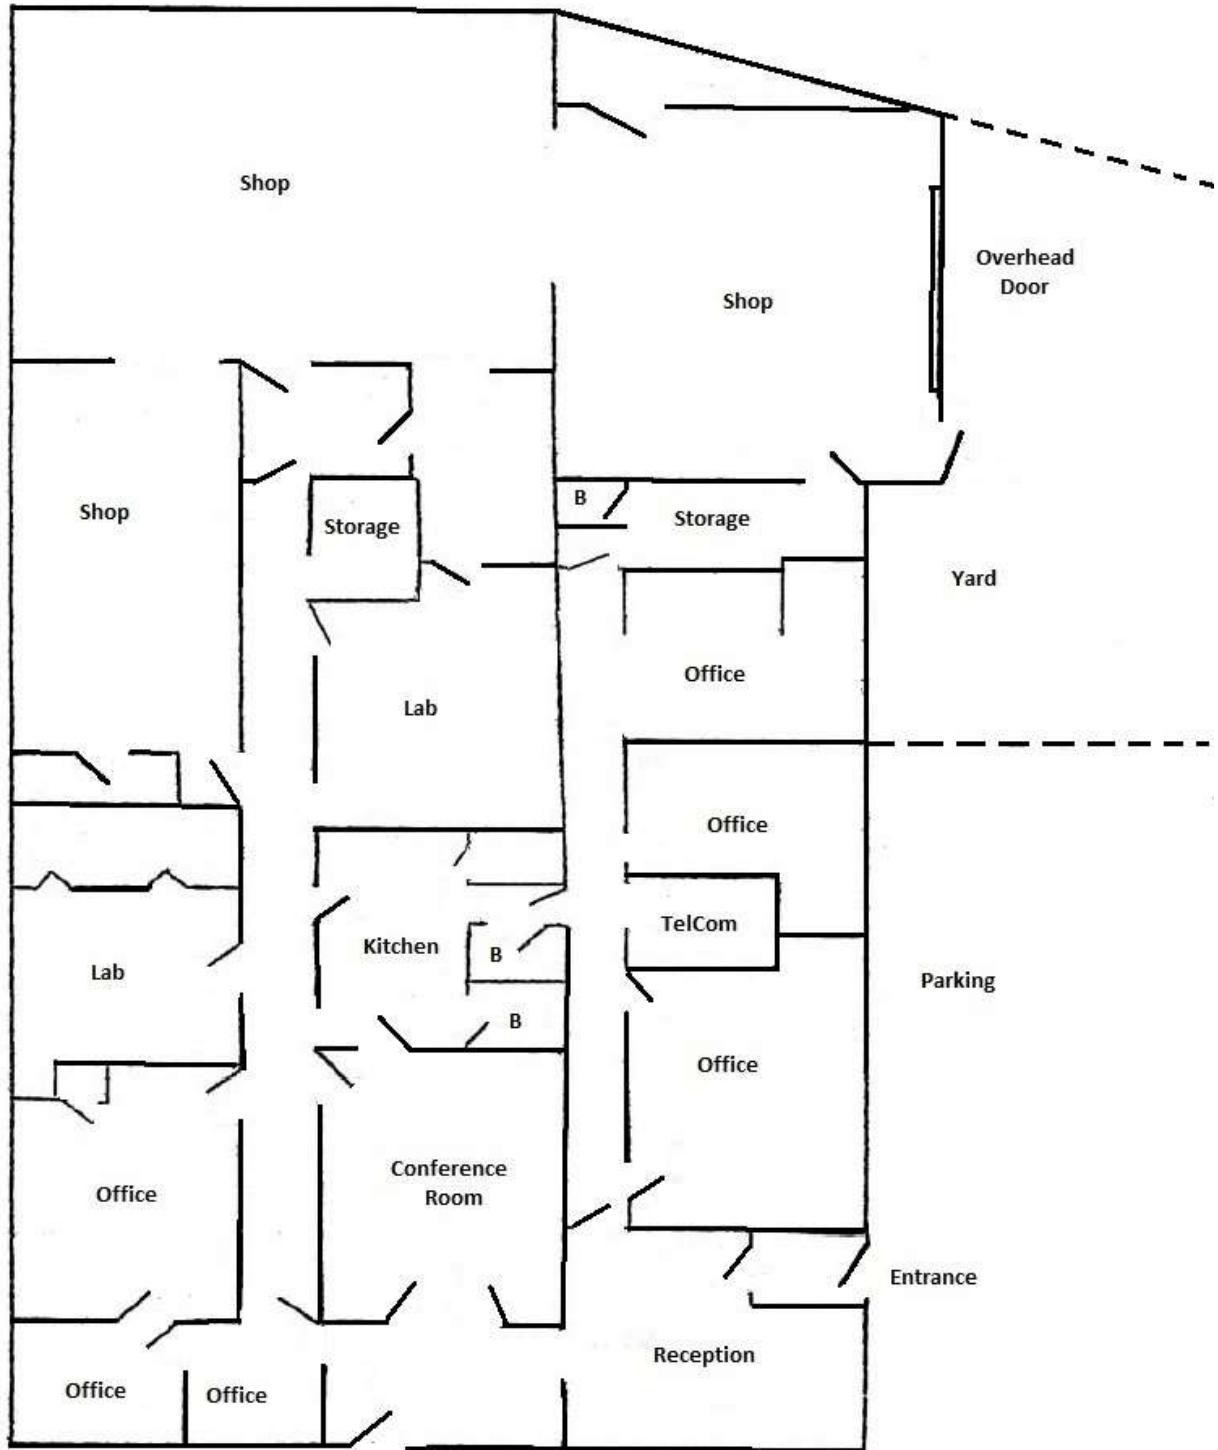 Shop
Overhead
Door
Shop
Shop
B
Storage
Storage
Yard
Office
Lab
Office
TelCom
Kitchen
B
Lab
Parking
B
Office
Conference
Room
Office
Entrance
Reception
Office
Office